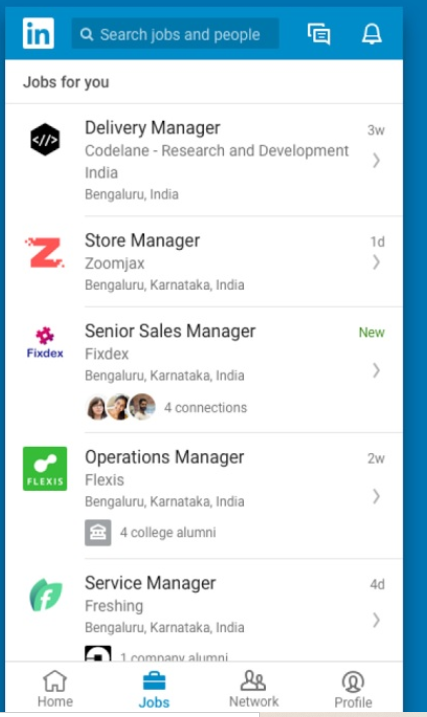 in
Search jobs and people
Jobs for you
</>
Delivery Manager
3w
Codelane - Research and Development
India
Bengaluru, India
Z
Store Manager
1d
Zoomjax
Bengaluru, Karnataka, India
Fixdex
Senior Sales Manager
New
Fixdex
Bengaluru, Karnataka, India
4 connections
FLEXIS
Operations Manager
2w
Flexis
Bengaluru, Karnataka, India
4 college alumni
f
Service Manager
4d
Freshing
Bengaluru, Karnataka, India
1 company alumni
Home
Jobs
Network
Profile